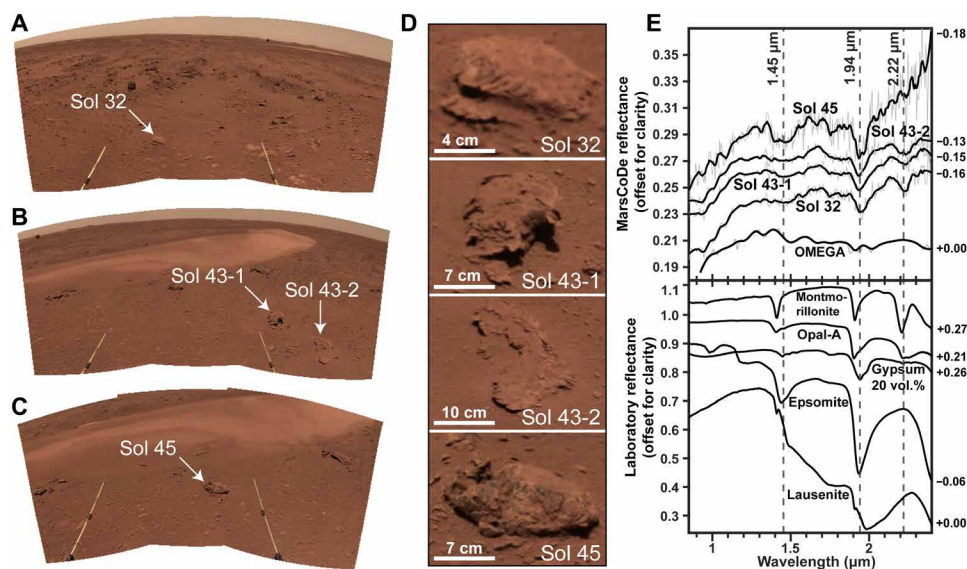 A
Sol 32
B
Sol 43-1
Sol 43-2
C
Sol 45
D
4 cm
Sol 32
7 cm
Sol 43-1
10 cm
Sol 43-2
7 cm
Sol 45
E
MarsCoDe reflectance
(offset for clarity)
0.35
0.33
0.31
0.29
0.27
0.25
0.23
0.21
0.19
1.45 µm
1.94 µm
2.22 µm
Sol 45
Sol 43-2
Sol 43-1
Sol 32
OMEGA
−0.18
−0.13
−0.15
−0.16
+0.00
Laboratory reflectance
(offset for clarity)
1.1
1.0
0.9
0.8
0.7
0.6
0.5
0.4
0.3
Montmo-
rillonite
Opal-A
Gypsum
20 vol.%
Epsomite
Lausenite
+0.27
+0.21
+0.26
−0.06
+0.00
1
1.5
2
Wavelength (µm)